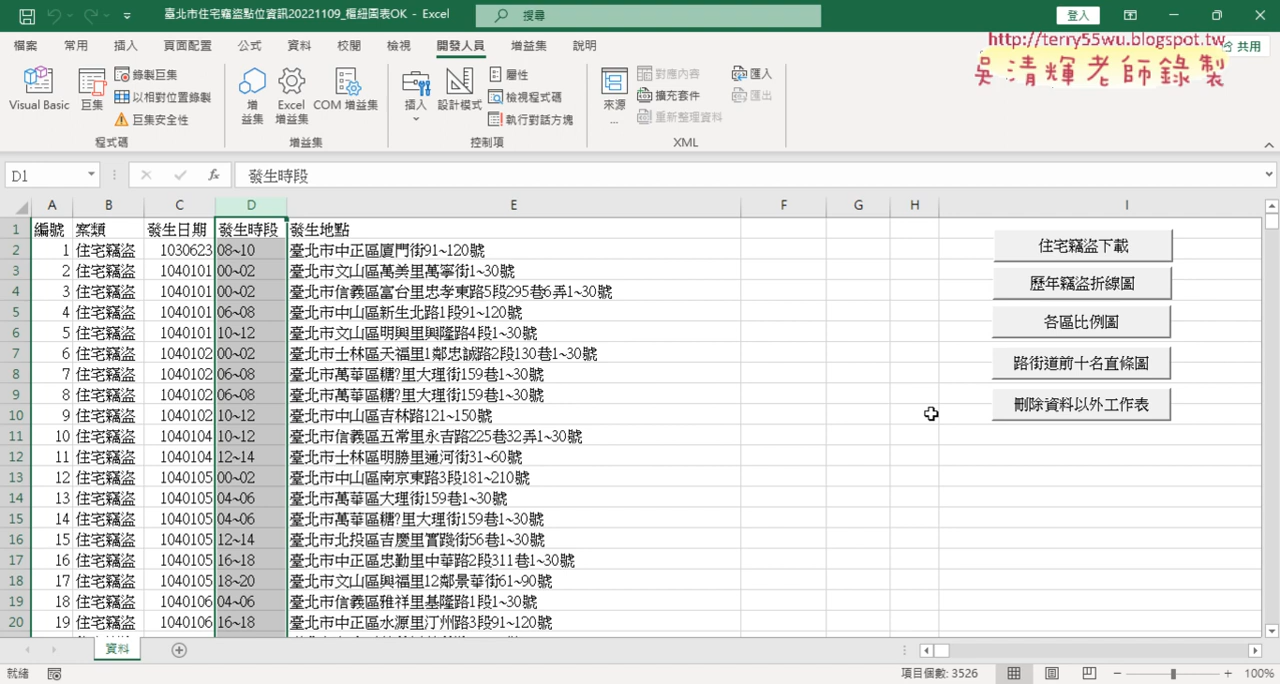 臺北市住宅竊盜點位資訊20221109_樞紐圖表OK - Excel
搜尋
登入
檔案 常用 插入 頁面配置 公式 資料 校閱 檢視 開發人員 增益集 說明
共用
http://terry55wu.blogspot.tw
吳清輝老師錄製
Visual Basic
巨集
錄製巨集
以相對位置錄製
巨集安全性
程式碼
增益集
Excel 增益集
COM 增益集
增益集
插入
設計模式
屬性
檢視程式碼
執行對話方塊
控制項
來源
...
對應內容
擴充套件
重新整理資料
匯入
匯出
XML
D1
fx
發生時段
A B C D E F G H I
1 編號 案類 發生日期 發生時段 發生地點
2 1 住宅竊盜 1030623 08~10 臺北市中正區廈門街91~120號
3 2 住宅竊盜 1040101 00~02 臺北市文山區萬美里萬寧街1~30號
4 3 住宅竊盜 1040101 00~02 臺北市信義區富台里忠孝東路5段295巷6弄1~30號
5 4 住宅竊盜 1040101 06~08 臺北市中山區新生北路1段91~120號
6 5 住宅竊盜 1040101 10~12 臺北市文山區明興里興隆路4段1~30號
7 6 住宅竊盜 1040102 00~02 臺北市士林區天福里1鄰忠誠路2段130巷1~30號
8 7 住宅竊盜 1040102 06~08 臺北市萬華區糖?里大理街159巷1~30號
9 8 住宅竊盜 1040102 06~08 臺北市萬華區糖?里大理街159巷1~30號
10 9 住宅竊盜 1040102 10~12 臺北市中山區吉林路121~150號
11 10 住宅竊盜 1040104 10~12 臺北市信義區五常里永吉路225巷32弄1~30號
12 11 住宅竊盜 1040104 12~14 臺北市士林區明勝里通河街31~60號
13 12 住宅竊盜 1040105 00~02 臺北市中山區南京東路3段181~210號
14 13 住宅竊盜 1040105 04~06 臺北市萬華區大理街159巷1~30號
15 14 住宅竊盜 1040105 04~06 臺北市萬華區糖?里大理街159巷1~30號
16 15 住宅竊盜 1040105 12~14 臺北市北投區吉慶里實踐街56巷1~30號
17 16 住宅竊盜 1040105 16~18 臺北市中正區忠勤里中華路2段311巷1~30號
18 17 住宅竊盜 1040105 18~20 臺北市文山區興福里12鄰景華街61~90號
19 18 住宅竊盜 1040106 04~06 臺北市信義區雅祥里基隆路1段1~30號
20 19 住宅竊盜 1040106 16~18 臺北市中正區水源里汀州路3段91~120號
住宅竊盜下載
歷年竊盜折線圖
各區比例圖
路街道前十名直條圖
刪除資料以外工作表
資料
就緒
項目個數: 3526
100%